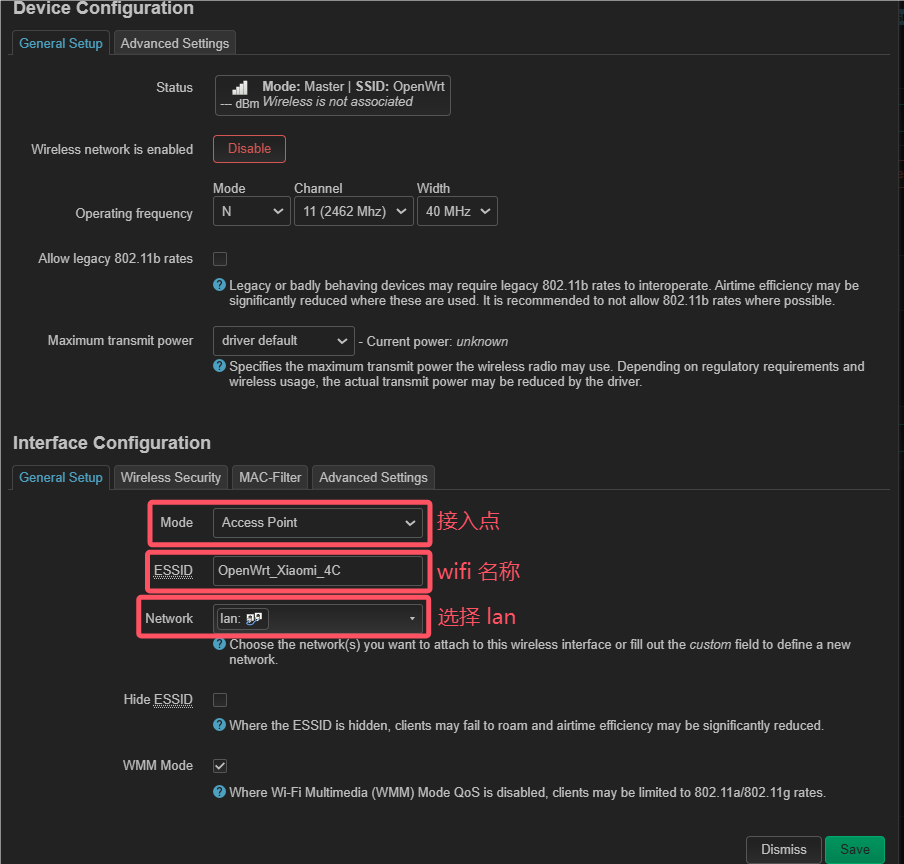 Device Configuration
General Setup
Advanced Settings
Status
Mode: Master | SSID: OpenWrt
--- dBm Wireless is not associated
Wireless network is enabled
Disable
Mode Channel Width
Operating frequency
N 11 (2462 Mhz) 40 MHz
Allow legacy 802.11b rates
Legacy or badly behaving devices may require legacy 802.11b rates to interoperate. Airtime efficiency may be
significantly reduced where these are used. It is recommended to not allow 802.11b rates where possible.
Maximum transmit power
driver default - Current power: unknown
Specifies the maximum transmit power the wireless radio may use. Depending on regulatory requirements and
wireless usage, the actual transmit power may be reduced by the driver.
Interface Configuration
General Setup
Wireless Security
MAC-Filter
Advanced Settings
Mode Access Point 接入点
ESSID OpenWrt_Xiaomi_4C wifi 名称
Network lan: 选择 lan
Choose the network(s) you want to attach to this wireless interface or fill out the custom field to define a new
network.
Hide ESSID
Where the ESSID is hidden, clients may fail to roam and airtime efficiency may be significantly reduced.
WMM Mode
Where Wi-Fi Multimedia (WMM) Mode QoS is disabled, clients may be limited to 802.11a/802.11g rates.
Dismiss
Save